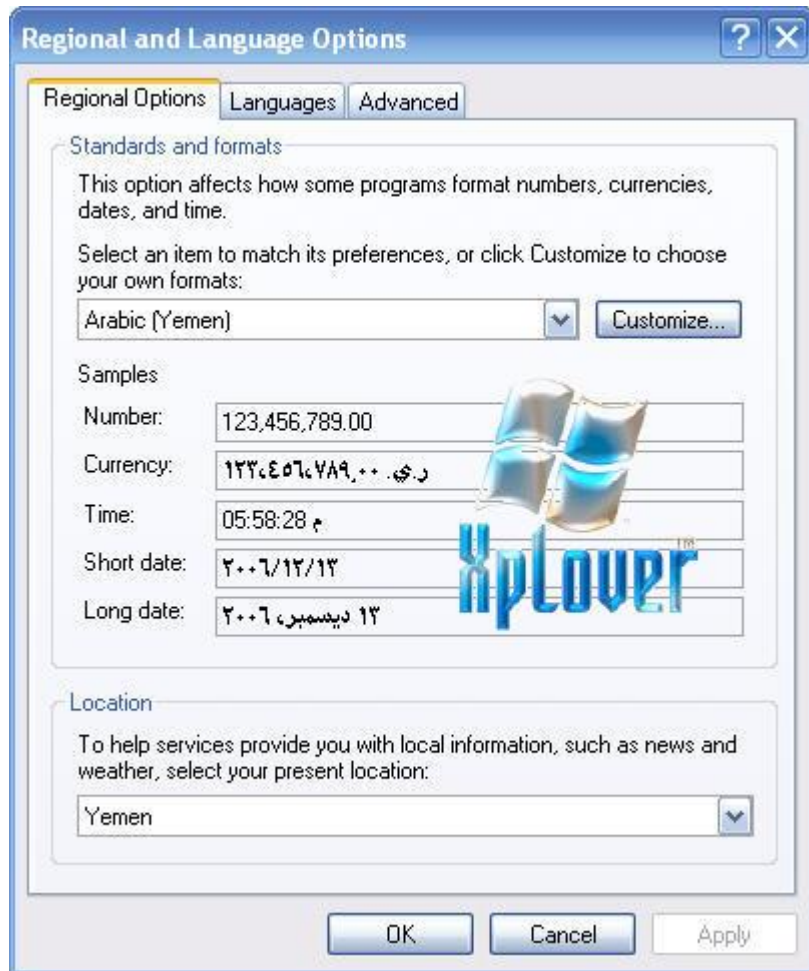 Regional and Language Options
Regional Options Languages Advanced
Standards and formats
This option affects how some programs format numbers, currencies,
dates, and time.
Select an item to match its preferences, or click Customize to choose
your own formats:
Arabic (Yemen) Customize...
Samples
Number: 123,456,789.00
Currency: ر.ي. ١٢٣،٤٥٦،٧٨٩,٠٠
Time: 05:58:28 م
Short date: ٢٠٠٦/١٢/١٣
Long date: ١٣ ديسمبر، ٢٠٠٦
Xplover™
Location
To help services provide you with local information, such as news and
weather, select your present location:
Yemen
OK Cancel Apply